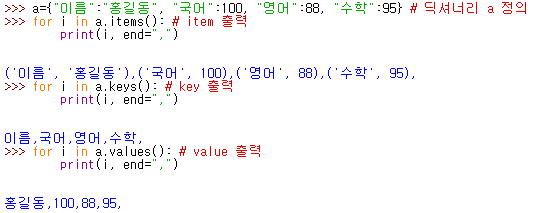 >>> a={"이름":"홍길동", "국어":100, "영어":88, "수학":95} # 딕셔너리 a 정의
>>> for i in a.items(): # item 출력
        print(i, end=",")
('이름', '홍길동'),('국어', 100),('영어', 88),('수학', 95),
>>> for i in a.keys(): # key 출력
        print(i, end=",")
이름,국어,영어,수학,
>>> for i in a.values(): # value 출력
        print(i, end=",")
홍길동,100,88,95,